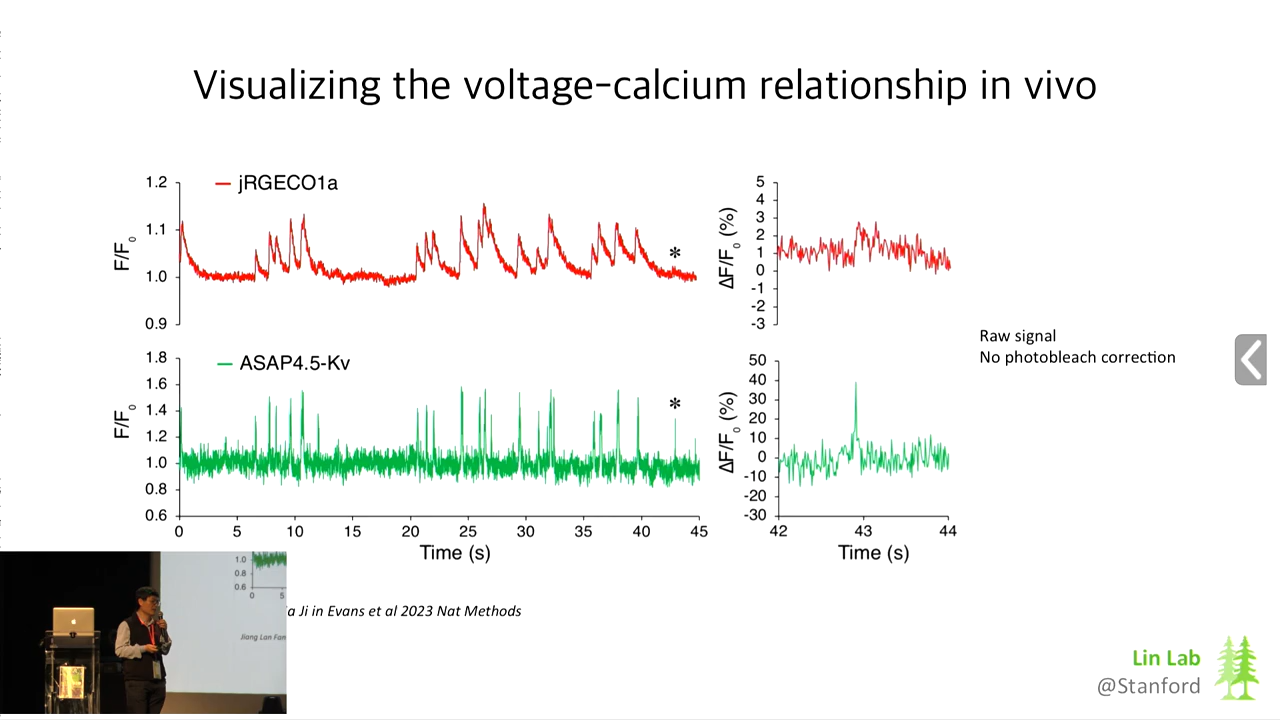 Visualizing the voltage-calcium relationship in vivo
jRGECO1a
1.2
1.1
1.0
0.9
F/F0
*
ΔF/F0 (%)
5
4
3
2
1
0
-1
-2
-3
Raw signal
No photobleach correction
ASAP4.5-Kv
1.8
1.6
1.4
1.2
1.0
0.8
0.6
F/F0
*
0 5 10 15 20 25 30 35 40 45
Time (s)
ΔF/F0 (%)
50
40
30
20
10
0
-10
-20
-30
42 43 44
Time (s)
Ji in Evans et al 2023 Nat Methods
1.0
0.8
0.6
0 5
Jiong Lan Fan
Lin Lab
@Stanford